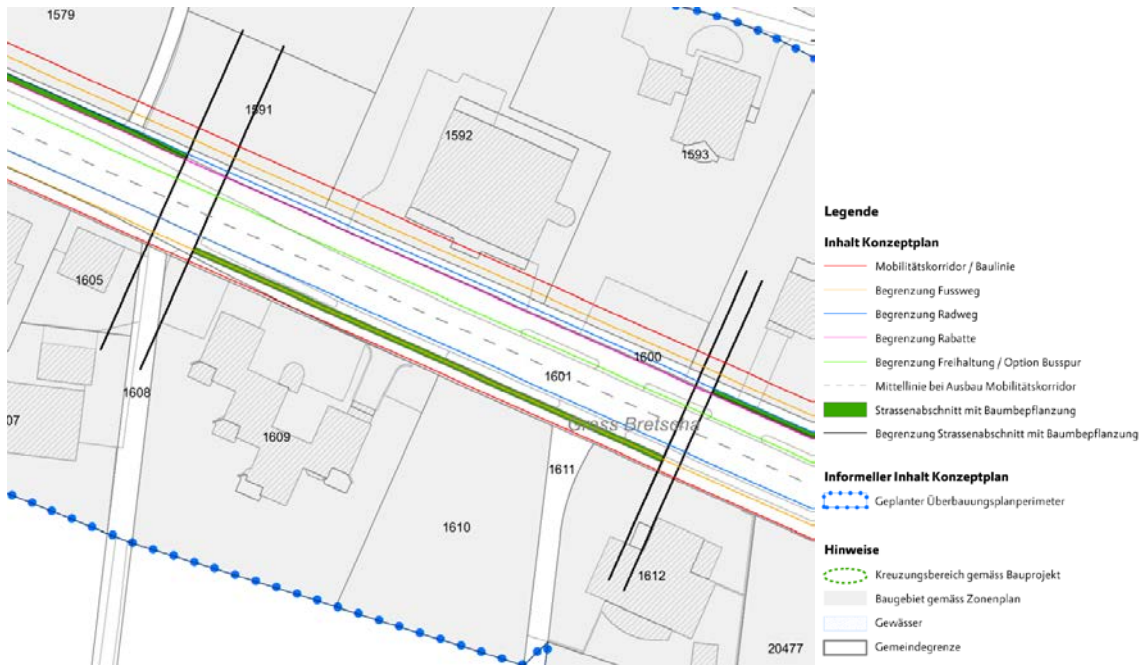 1579
1591
1592
1593
1605
1600
1601
1608
07
Gross Bretscha
1609
1611
1610
1612
20477
Legende
Inhalt Konzeptplan
Mobilitätskorridor / Baulinie
Begrenzung Fussweg
Begrenzung Radweg
Begrenzung Rabatte
Begrenzung Freihaltung / Option Busspur
Mittellinie bei Ausbau Mobilitätskorridor
Strassenabschnitt mit Baumbepflanzung
Begrenzung Strassenabschnitt mit Baumbepflanzung
Informeller Inhalt Konzeptplan
Geplanter Überbauungsplanperimeter
Hinweise
Kreuzungsbereich gemäss Bauprojekt
Baugebiet gemäss Zonenplan
Gewässer
Gemeindegrenze